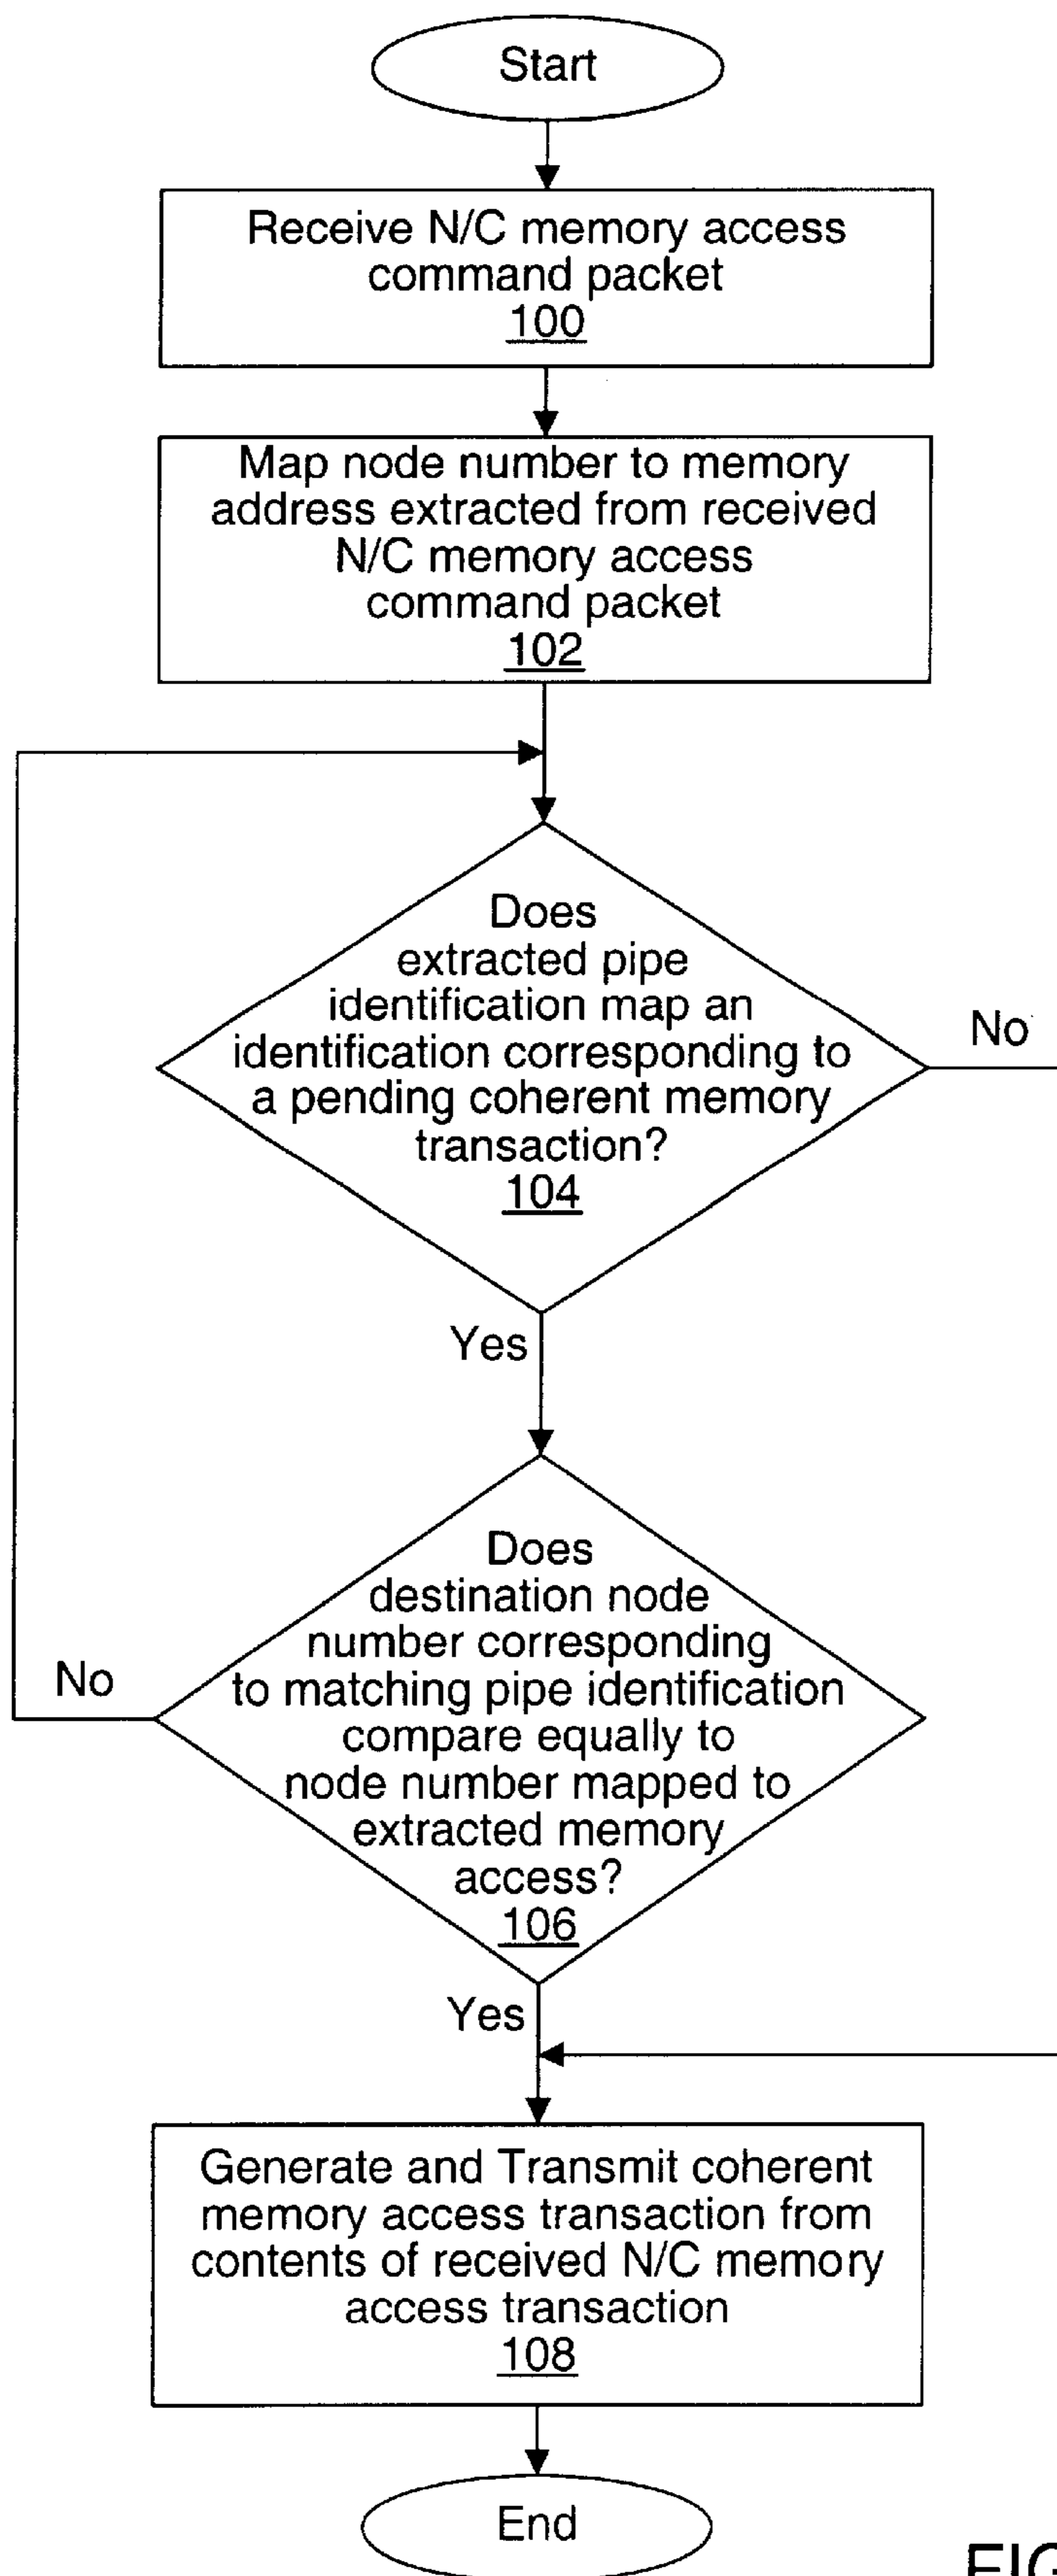 Start
Receive N/C memory access
command packet
100
Map node number to memory
address extracted from received
N/C memory access
command packet
102
Does
extracted pipe
identification map an
identification corresponding to
a pending coherent memory
transaction?
104
No
Yes
Does
destination node
number corresponding
to matching pipe identification
compare equally to
node number mapped to
extracted memory
access?
106
No
Yes
Generate and Transmit coherent
memory access transaction from
contents of received N/C memory
access transaction
108
End
FIG